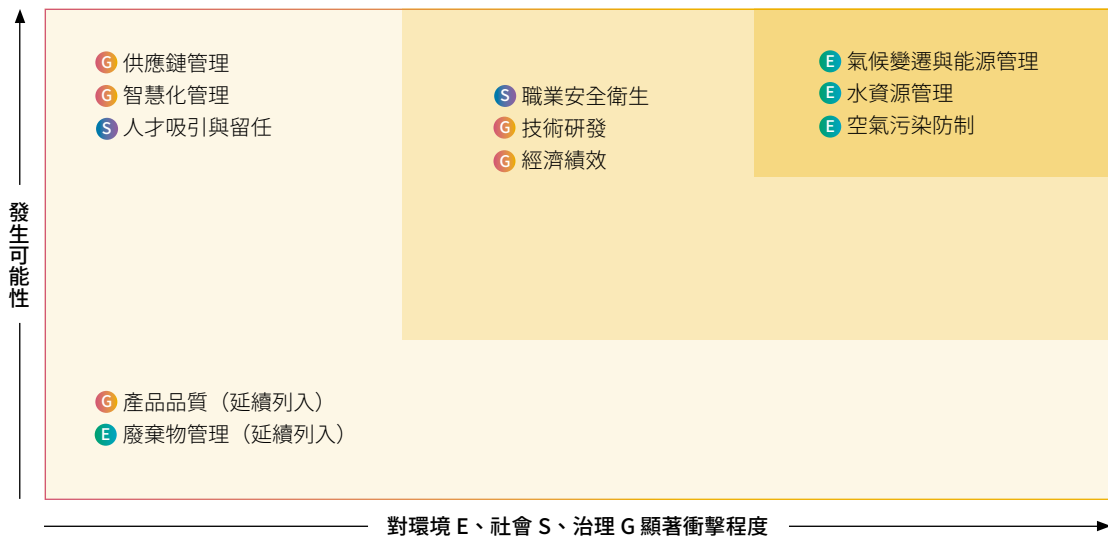 發生可能性
G 供應鏈管理
G 智慧化管理
S 人才吸引與留任
S 職業安全衛生
G 技術研發
G 經濟績效
E 氣候變遷與能源管理
E 水資源管理
E 空氣污染防制
G 產品品質（延續列入）
E 廢棄物管理（延續列入）
對環境 E、社會 S、治理 G 顯著衝擊程度